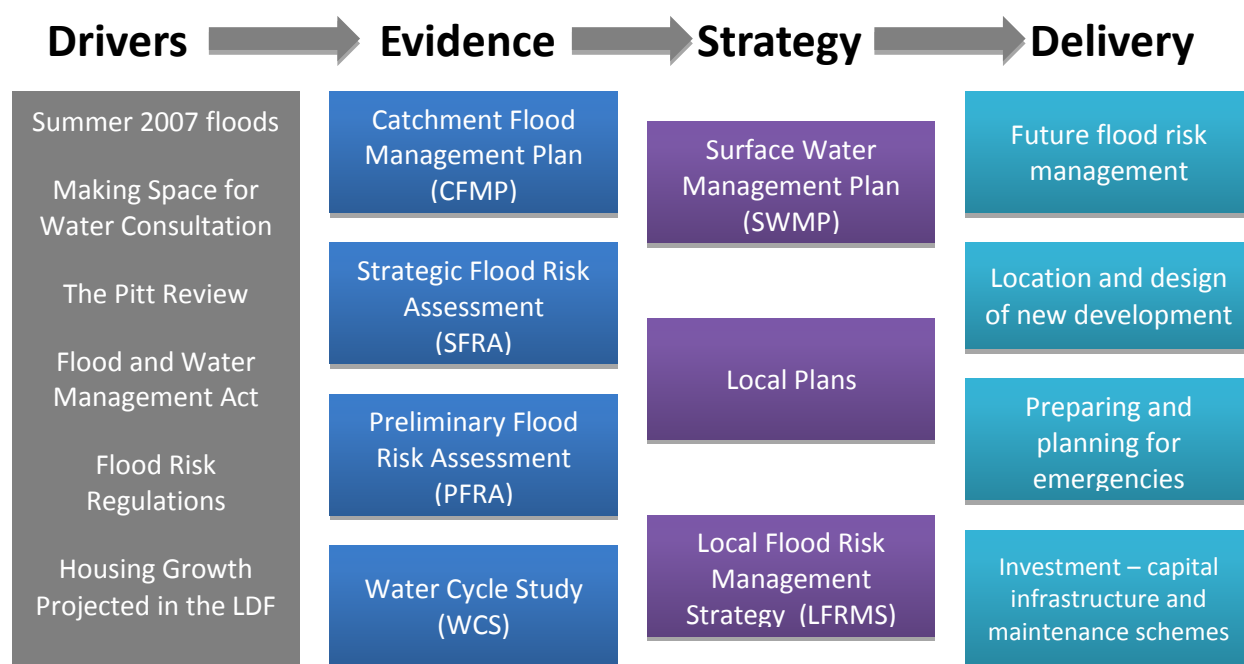 Drivers
Evidence
Strategy
Delivery
Summer 2007 floods
Making Space for
Water Consultation
The Pitt Review
Flood and Water
Management Act
Flood Risk
Regulations
Housing Growth
Projected in the LDF
Catchment Flood
Management Plan
(CFMP)
Strategic Flood Risk
Assessment
(SFRA)
Preliminary Flood
Risk Assessment
(PFRA)
Water Cycle Study
(WCS)
Surface Water
Management Plan
(SWMP)
Local Plans
Local Flood Risk
Management
Strategy (LFRMS)
Future flood risk
management
Location and design
of new development
Preparing and
planning for
emergencies
Investment – capital
infrastructure and
maintenance schemes